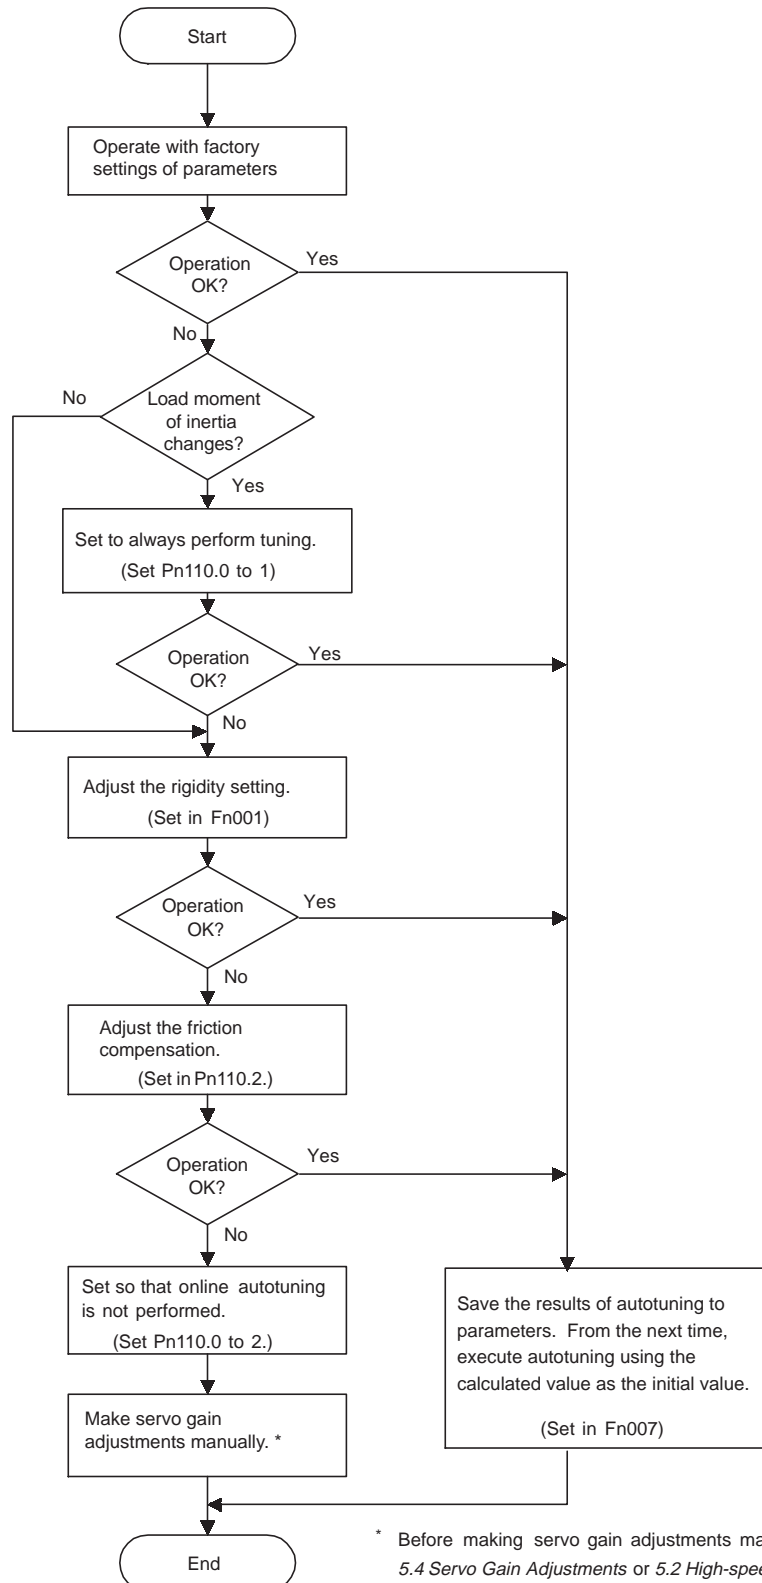 Start
Operate with factory
settings of parameters
Operation
OK?
Yes
No
Load moment
of inertia
changes?
No
Yes
Set to always perform tuning.
(Set Pn110.0 to 1)
Operation
OK?
Yes
No
Adjust the rigidity setting.
(Set in Fn001)
Operation
OK?
Yes
No
Adjust the friction
compensation.
(Set in Pn110.2.)
Operation
OK?
Yes
No
Set so that online autotuning
is not performed.
(Set Pn110.0 to 2.)
Save the results of autotuning to
parameters. From the next time,
execute autotuning using the
calculated value as the initial value.
(Set in Fn007)
Make servo gain
adjustments manually. *
End
* Before making servo gain adjustments ma
5.4 Servo Gain Adjustments or 5.2 High-spee